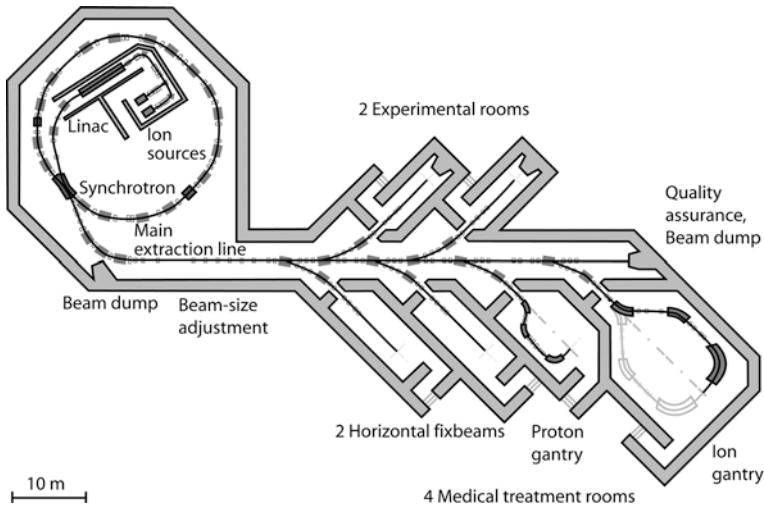 2 Experimental rooms
Linac
Ion
sources
Synchrotron
Main
extraction line
Quality
assurance,
Beam dump
Beam dump
Beam-size
adjustment
2 Horizontal fixbeams
Proton
gantry
Ion
gantry
10 m
4 Medical treatment rooms